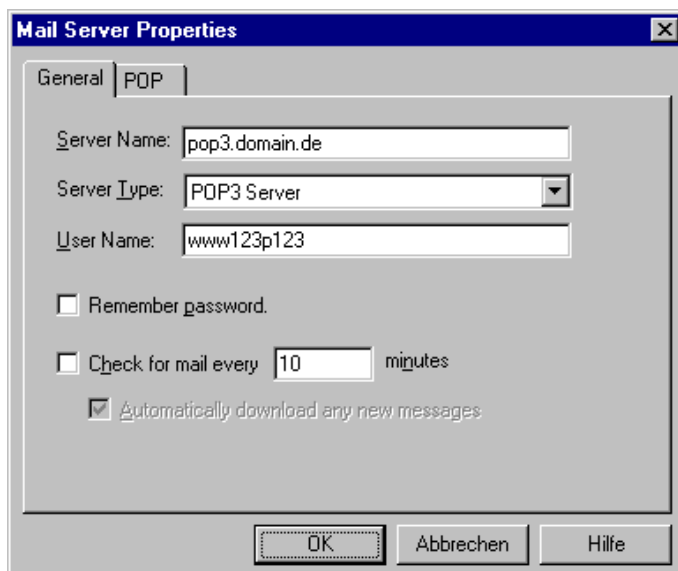 Mail Server Properties
General POP
Server Name: pop3.domain.de
Server Type: POP3 Server
User Name: www123p123
Remember password.
Check for mail every 10 minutes
Automatically download any new messages
OK Abbrechen Hilfe